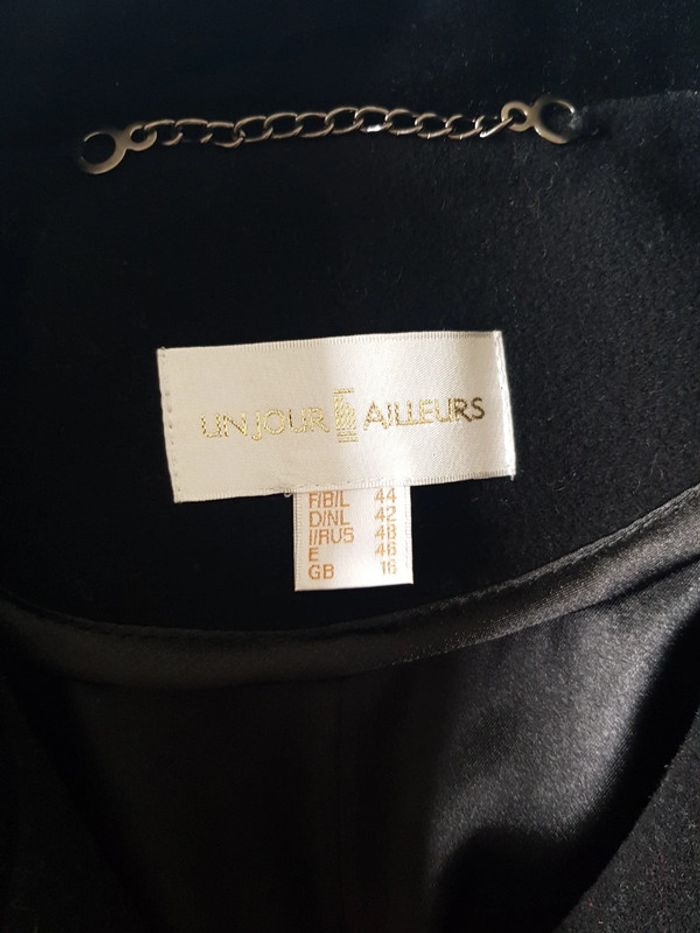 UN JOUR AILLEURS
F/B/L 44
D/NL 42
I/RUS 48
E 46
GB 16